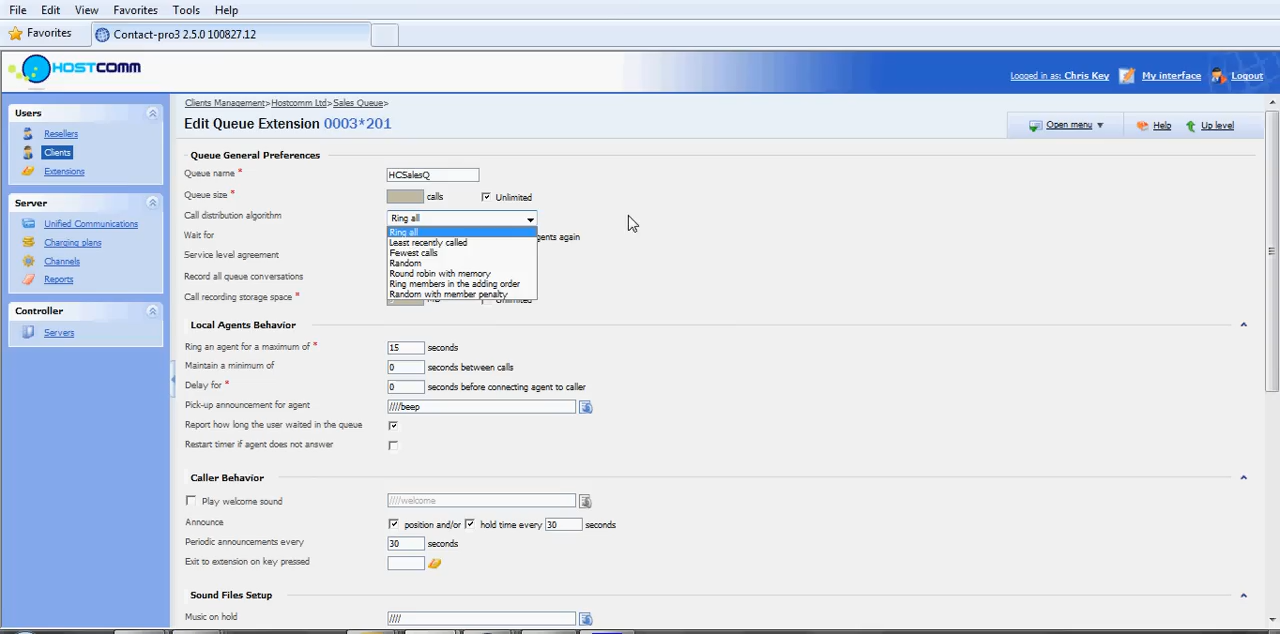 File Edit View Favorites Tools Help
Favorites Contact-pro3 2.5.0 100827.12
HOSTCOMM
Logged in as: Chris Key My interface Logout
Users
Resellers
Clients
Extensions
Server
Unified Communications
Charging plans
Channels
Reports
Controller
Servers
Clients Management>Hostcomm Ltd>Sales Queue>
Edit Queue Extension 0003*201
Open menu Help Up level
Queue General Preferences
Queue name * HCSalesQ
Queue size * calls Unlimited
Call distribution algorithm Ring all
Ring all
Least recently called
Fewest calls
Random
Round robin with memory
Ring members in the adding order
Random with member penalty
Wait for gents again
Service level agreement
Record all queue conversations
Call recording storage space *
Local Agents Behavior
Ring an agent for a maximum of * 15 seconds
Maintain a minimum of 0 seconds between calls
Delay for * 0 seconds before connecting agent to caller
Pick-up announcement for agent ////beep
Report how long the user waited in the queue
Restart timer if agent does not answer
Caller Behavior
Play welcome sound ////welcome
Announce position and/or hold time every 30 seconds
Periodic announcements every 30 seconds
Exit to extension on key pressed
Sound Files Setup
Music on hold ////